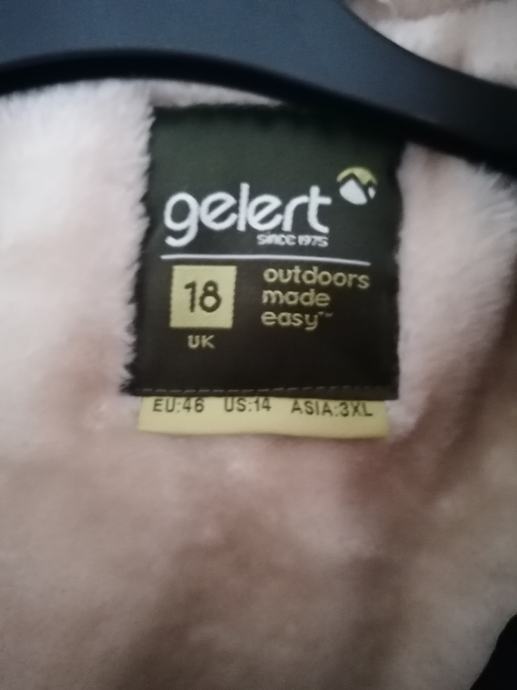 gelert
since 1975
18
UK
outdoors
made
easy™
EU:46 US:14 ASIA:3XL